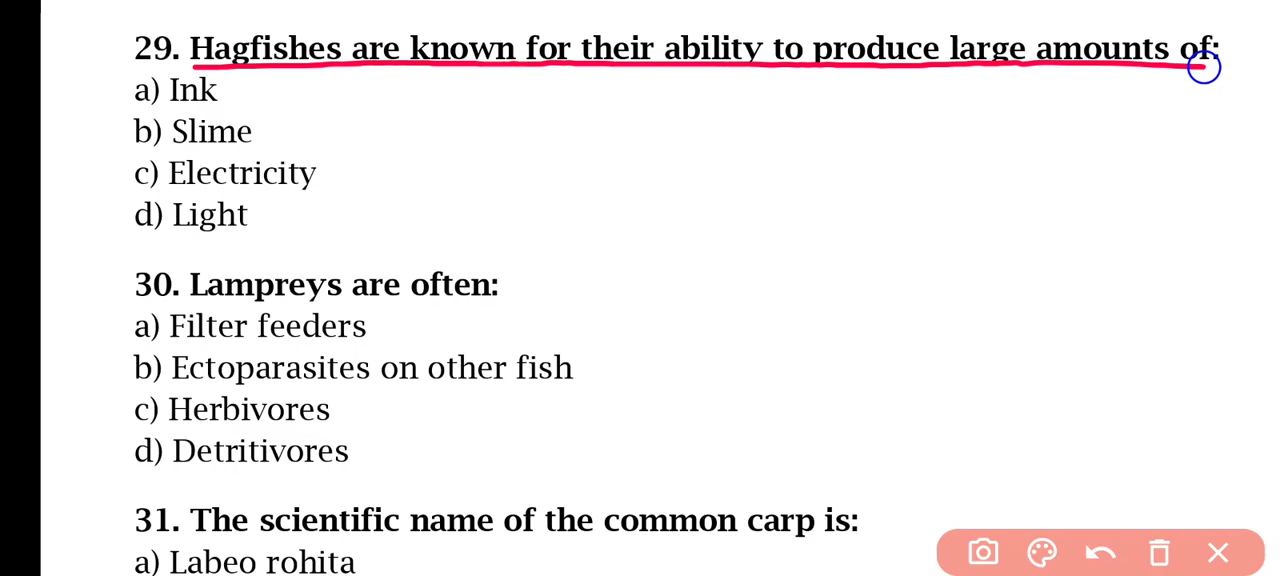 29. Hagfishes are known for their ability to produce large amounts of:
a) Ink
b) Slime
c) Electricity
d) Light
30. Lampreys are often:
a) Filter feeders
b) Ectoparasites on other fish
c) Herbivores
d) Detritivores
31. The scientific name of the common carp is:
a) Labeo rohita